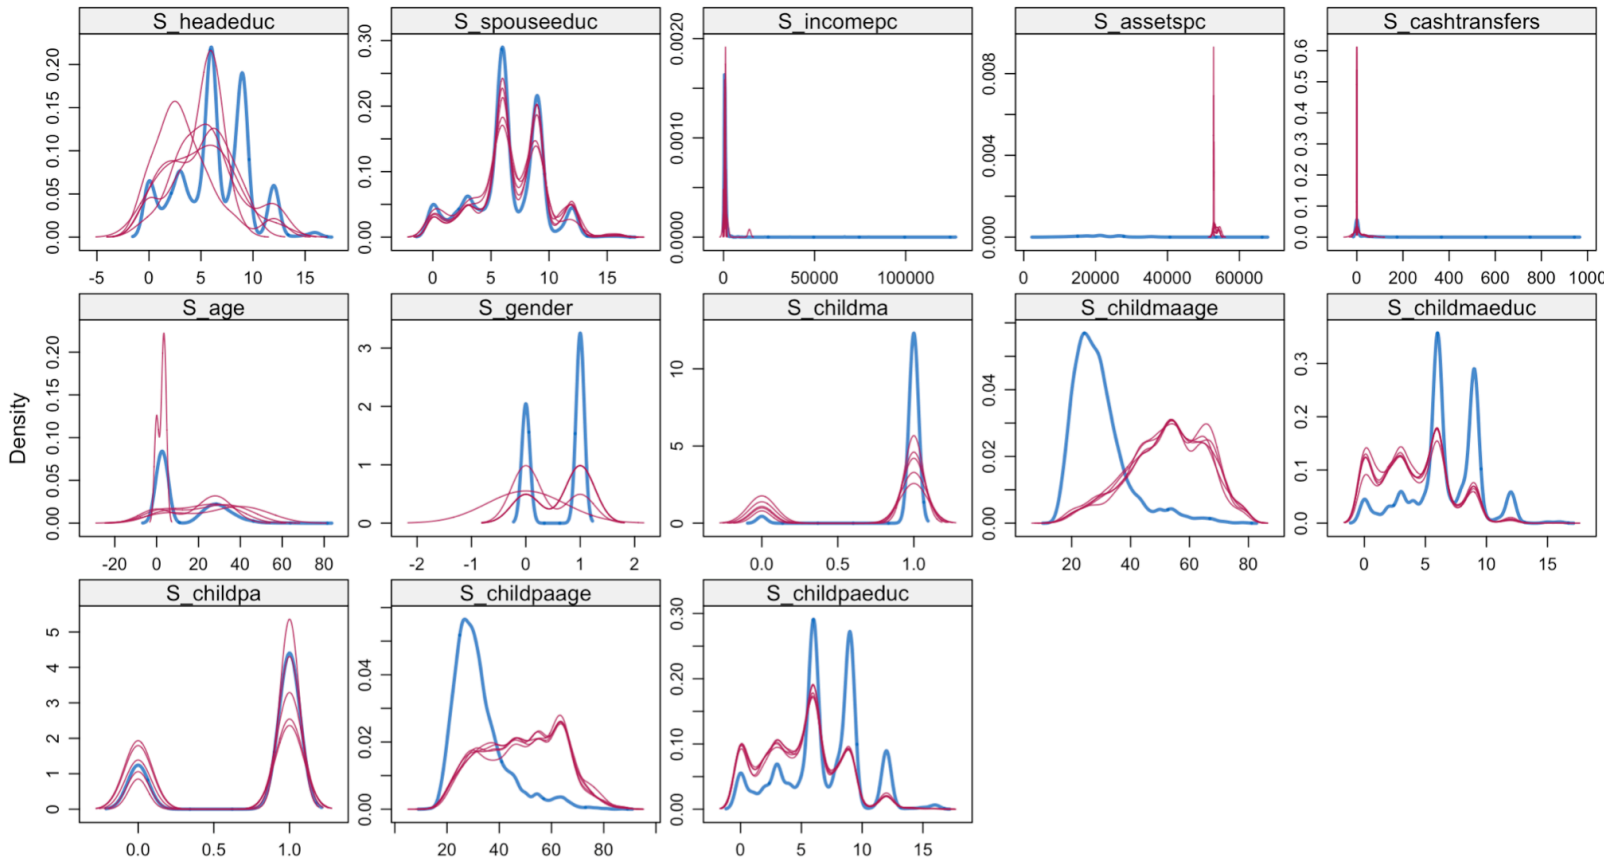 S_headeduc
S_spouseeduc
S_incomepc
S_assetspc
S_cashtransfers
0.00 0.05 0.10 0.15 0.20
-5 0 5 10 15
0.00 0.10 0.20 0.30
0 5 10 15
0.0000 0.0010 0.0020
0 50000 100000
0.000 0.004 0.008
0 20000 40000 60000
0.0 0.1 0.2 0.3 0.4 0.5 0.6
0 200 400 600 800 1000
Density
S_age
S_gender
S_childma
S_childmaage
S_childmaeduc
0.00 0.05 0.10 0.15 0.20
-20 0 20 40 60 80
0 1 2 3
-2 -1 0 1 2
0 5 10
0.0 0.5 1.0
0.00 0.02 0.04
20 40 60 80
0.0 0.1 0.2 0.3
0 5 10 15
S_childpa
S_childpaage
S_childpaeduc
0 1 2 3 4 5
0.0 0.5 1.0
0.00 0.02 0.04
20 40 60 80
0.00 0.10 0.20 0.30
0 5 10 15